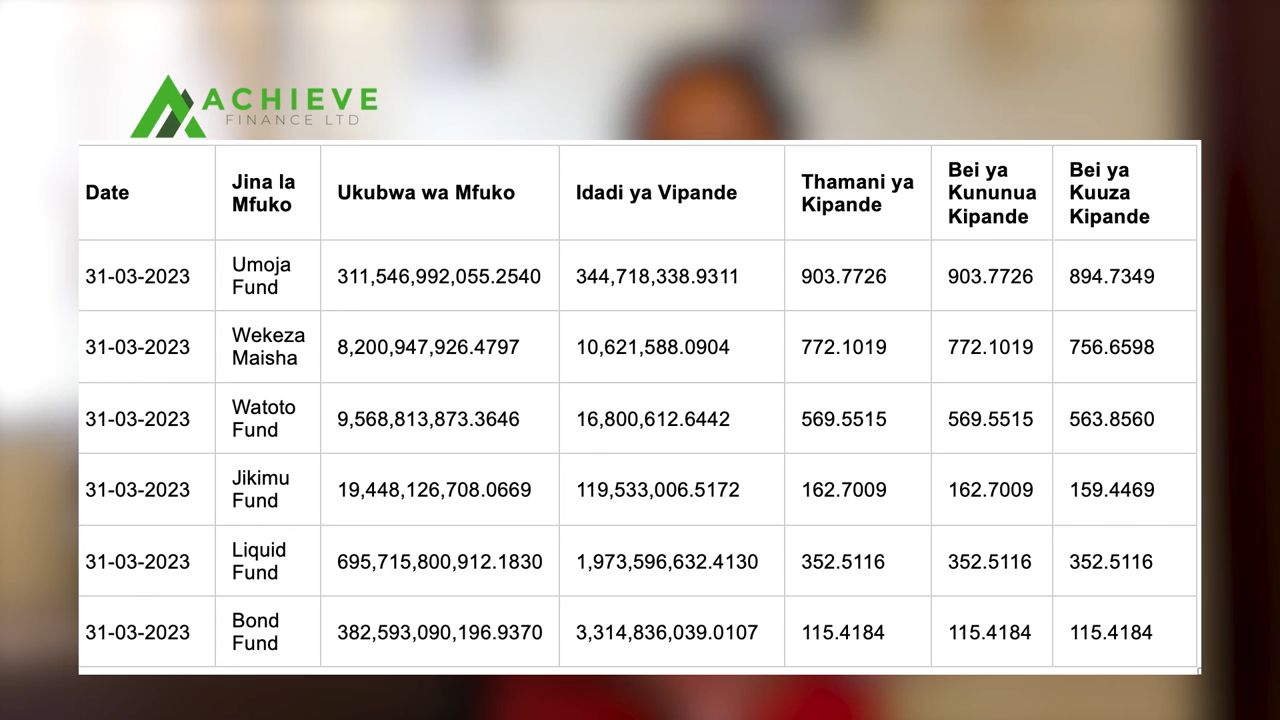 ACHIEVE
FINANCE LTD
Date
Jina la
Mfuko
Ukubwa wa Mfuko
Idadi ya Vipande
Thamani ya
Kipande
Bei ya
Kununua
Kipande
Bei ya
Kuuza
Kipande
31-03-2023
Umoja
Fund
311,546,992,055.2540
344,718,338.9311
903.7726
903.7726
894.7349
31-03-2023
Wekeza
Maisha
8,200,947,926.4797
10,621,588.0904
772.1019
772.1019
756.6598
31-03-2023
Watoto
Fund
9,568,813,873.3646
16,800,612.6442
569.5515
569.5515
563.8560
31-03-2023
Jikimu
Fund
19,448,126,708.0669
119,533,006.5172
162.7009
162.7009
159.4469
31-03-2023
Liquid
Fund
695,715,800,912.1830
1,973,596,632.4130
352.5116
352.5116
352.5116
31-03-2023
Bond
Fund
382,593,090,196.9370
3,314,836,039.0107
115.4184
115.4184
115.4184